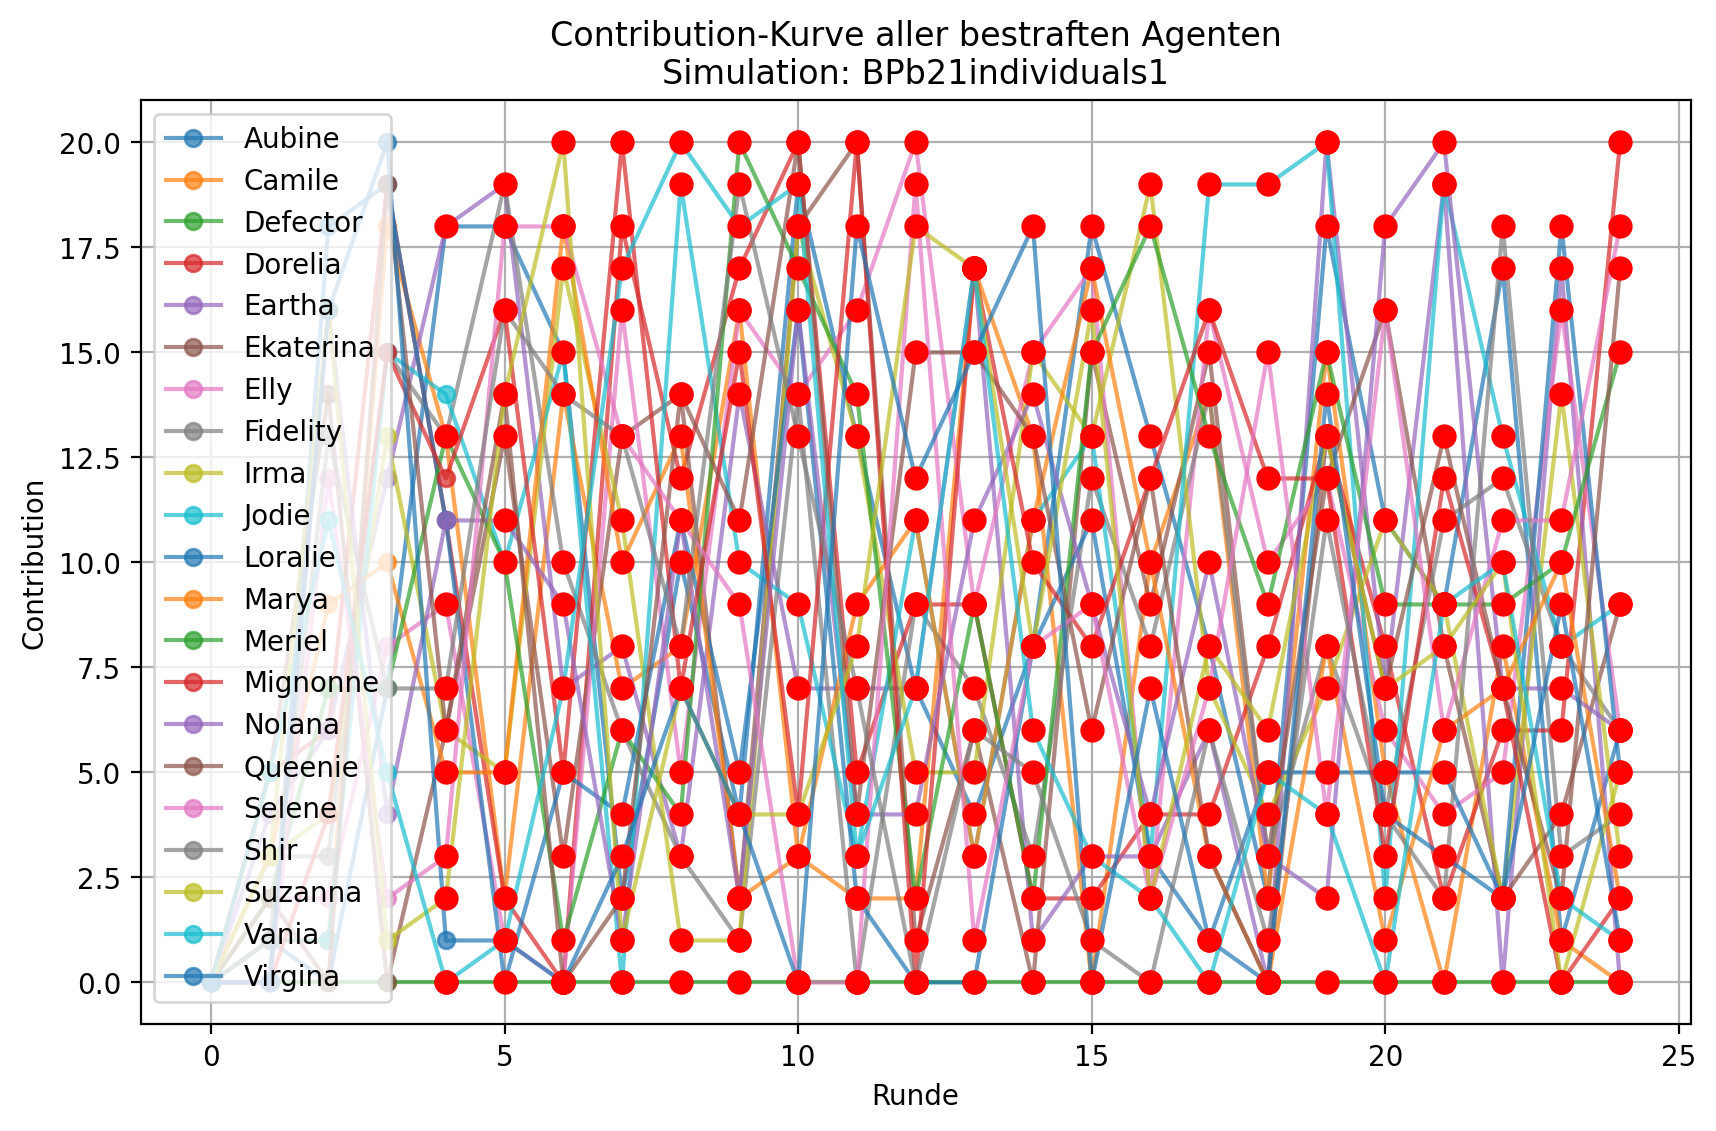 Contribution-Kurve aller bestraften Agenten
Simulation: BPb21individuals1
Contribution
20.0
17.5
15.0
12.5
10.0
7.5
5.0
2.5
0.0
Aubine
Camile
Defector
Dorelia
Eartha
Ekaterina
Elly
Fidelity
Irma
Jodie
Loralie
Marya
Meriel
Mignonne
Nolana
Queenie
Selene
Shir
Suzanna
Vania
Virgina
0 5 10 15 20 25
Runde